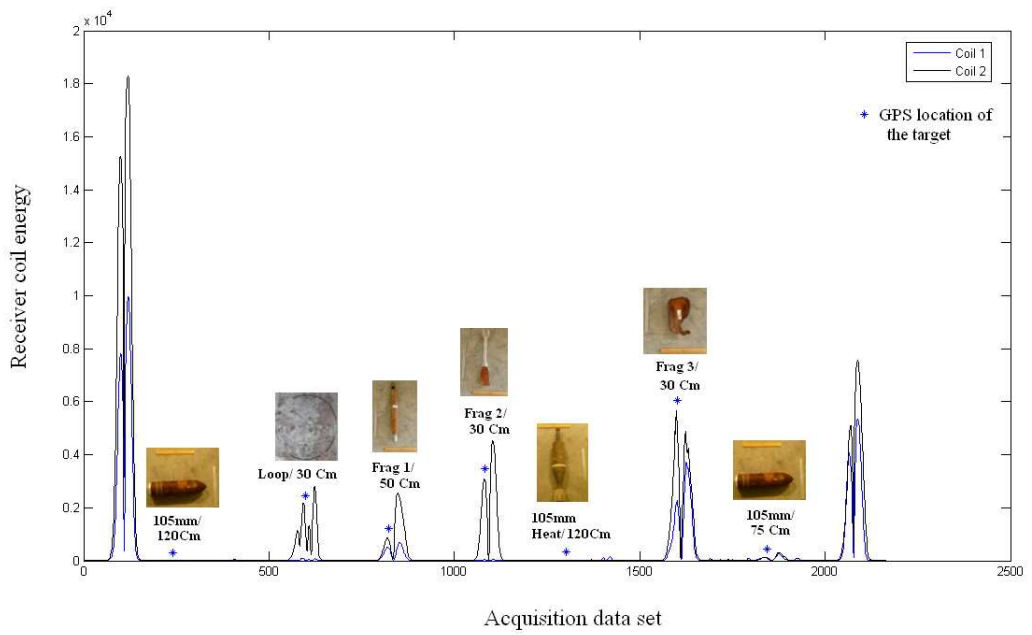 x 10⁴
2
1.8
1.6
1.4
1.2
1
0.8
0.6
0.4
0.2
0
0
500
1000
1500
2000
2500
Receiver coil energy
Acquisition data set
Coil 1
Coil 2
* GPS location of
the target
105mm/
120Cm
Loop/ 30 Cm
Frag 1/
50 Cm
Frag 2/
30 Cm
105mm
Heat/120Cm
Frag 3/
30 Cm
105mm/
75 Cm